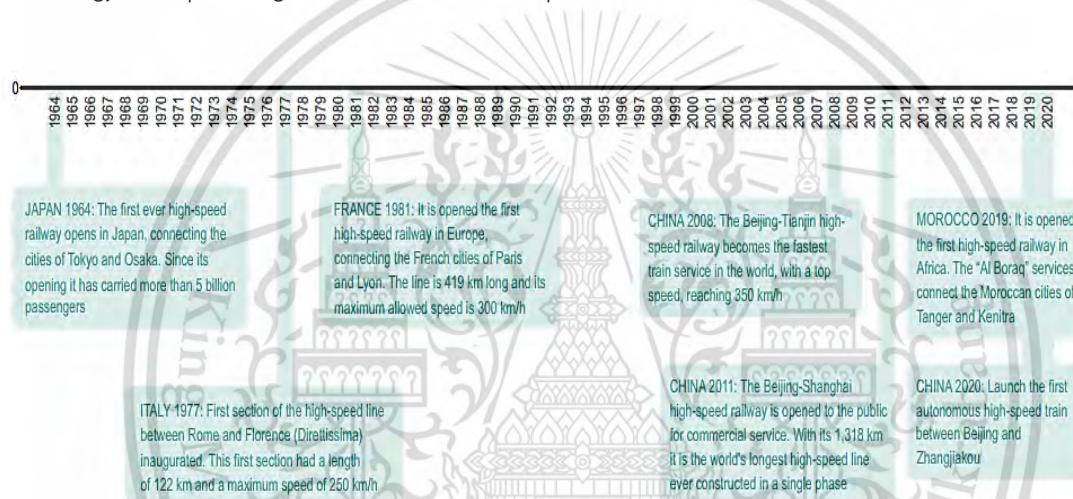 0
1964 1965 1966 1967 1968 1969 1970 1971 1972 1973 1974 1975 1976 1977 1978 1979 1980 1981 1982 1983 1984 1985 1986 1987 1988 1989 1990 1991 1992 1993 1994 1995 1996 1997 1998 1999 2000 2001 2002 2003 2004 2005 2006 2007 2008 2009 2010 2011 2012 2013 2014 2015 2016 2017 2018 2019 2020
JAPAN 1964: The first ever high-speed
railway opens in Japan, connecting the
cities of Tokyo and Osaka. Since its
opening it has carried more than 5 billion
passengers
FRANCE 1981: It is opened the first
high-speed railway in Europe,
connecting the French cities of Paris
and Lyon. The line is 419 km long and its
maximum allowed speed is 300 km/h
CHINA 2008: The Beijing-Tianjin high-
speed railway becomes the fastest
train service in the world, with a top
speed, reaching 350 km/h
MOROCCO 2019: It is opened
the first high-speed railway in
Africa. The "Al Boraq" services
connect the Moroccan cities of
Tanger and Kenitra
ITALY 1977: First section of the high-speed line
between Rome and Florence (Direttissima)
inaugurated. This first section had a length
of 122 km and a maximum speed of 250 km/h
CHINA 2011: The Beijing-Shanghai
high-speed railway is opened to the public
for commercial service. With its 1,318 km
it is the world's longest high-speed line
ever constructed in a single phase
CHINA 2020: Launch the first
autonomous high-speed train
between Beijing and
Zhangjiakou
King